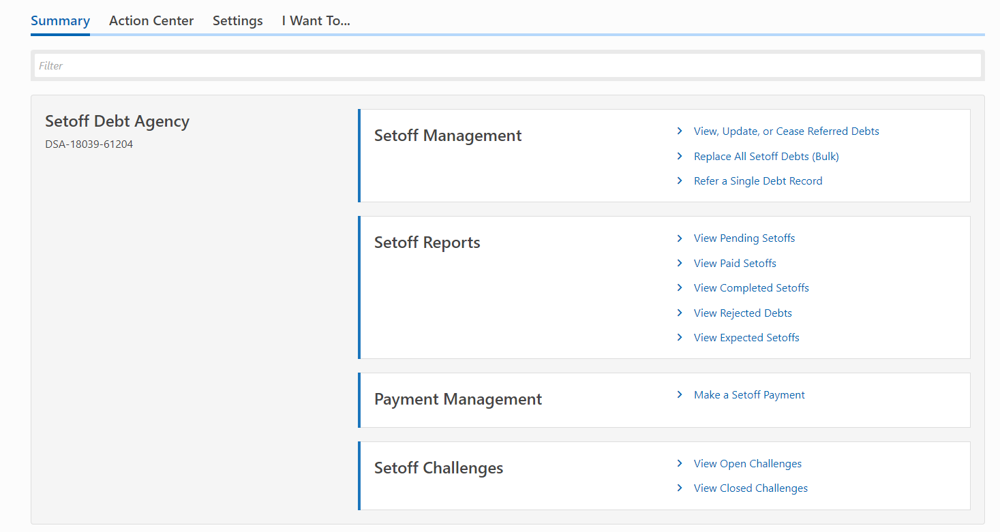 Summary Action Center Settings I Want To...
Filter
Setoff Debt Agency
DSA-18039-61204
Setoff Management
View, Update, or Cease Referred Debts
Replace All Setoff Debts (Bulk)
Refer a Single Debt Record
Setoff Reports
View Pending Setoffs
View Paid Setoffs
View Completed Setoffs
View Rejected Debts
View Expected Setoffs
Payment Management
Make a Setoff Payment
Setoff Challenges
View Open Challenges
View Closed Challenges